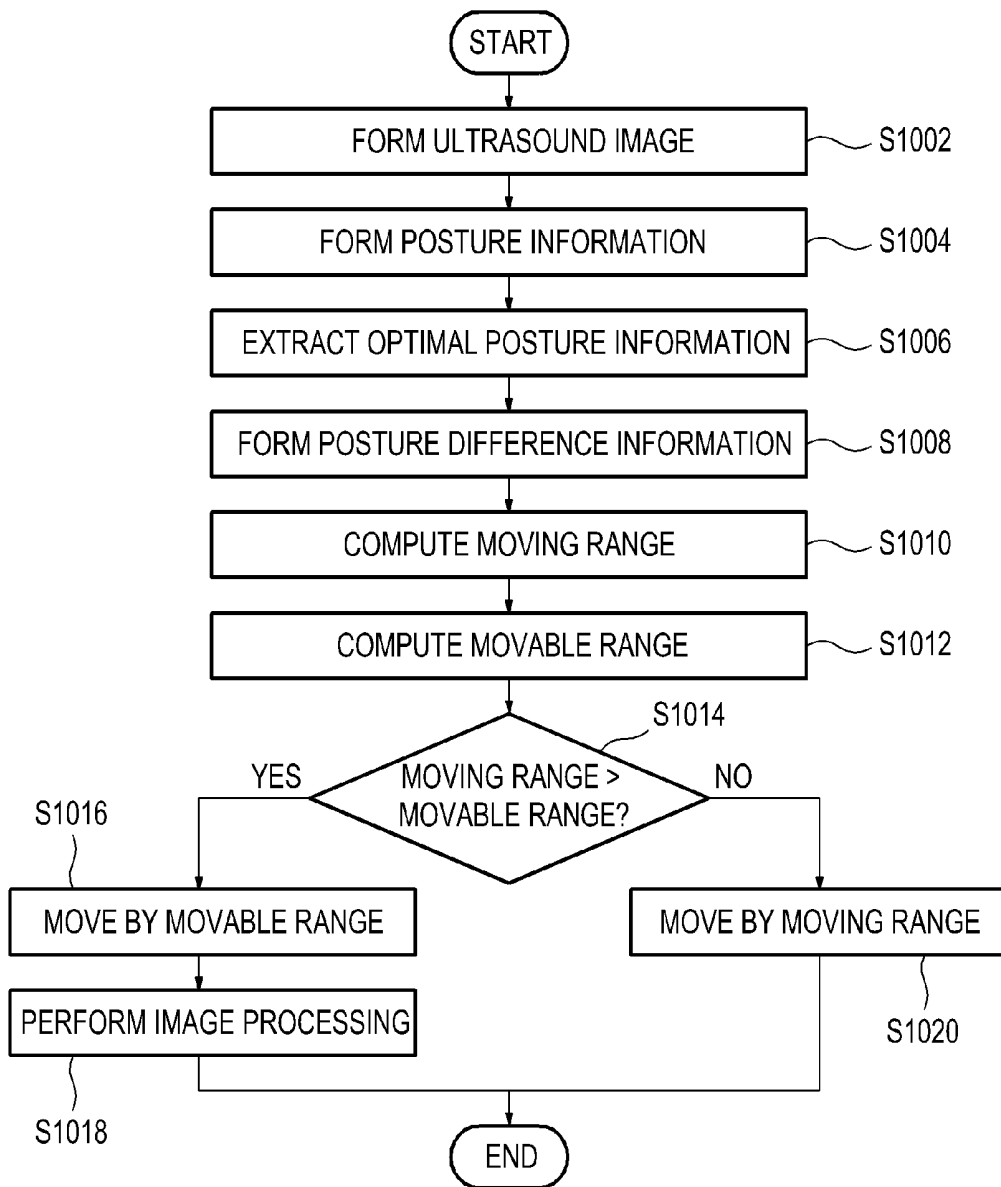 START
FORM ULTRASOUND IMAGE
S1002
FORM POSTURE INFORMATION
S1004
EXTRACT OPTIMAL POSTURE INFORMATION
S1006
FORM POSTURE DIFFERENCE INFORMATION
S1008
COMPUTE MOVING RANGE
S1010
COMPUTE MOVABLE RANGE
S1012
S1014
YES
MOVING RANGE >
MOVABLE RANGE?
NO
S1016
MOVE BY MOVABLE RANGE
MOVE BY MOVING RANGE
PERFORM IMAGE PROCESSING
S1020
S1018
END